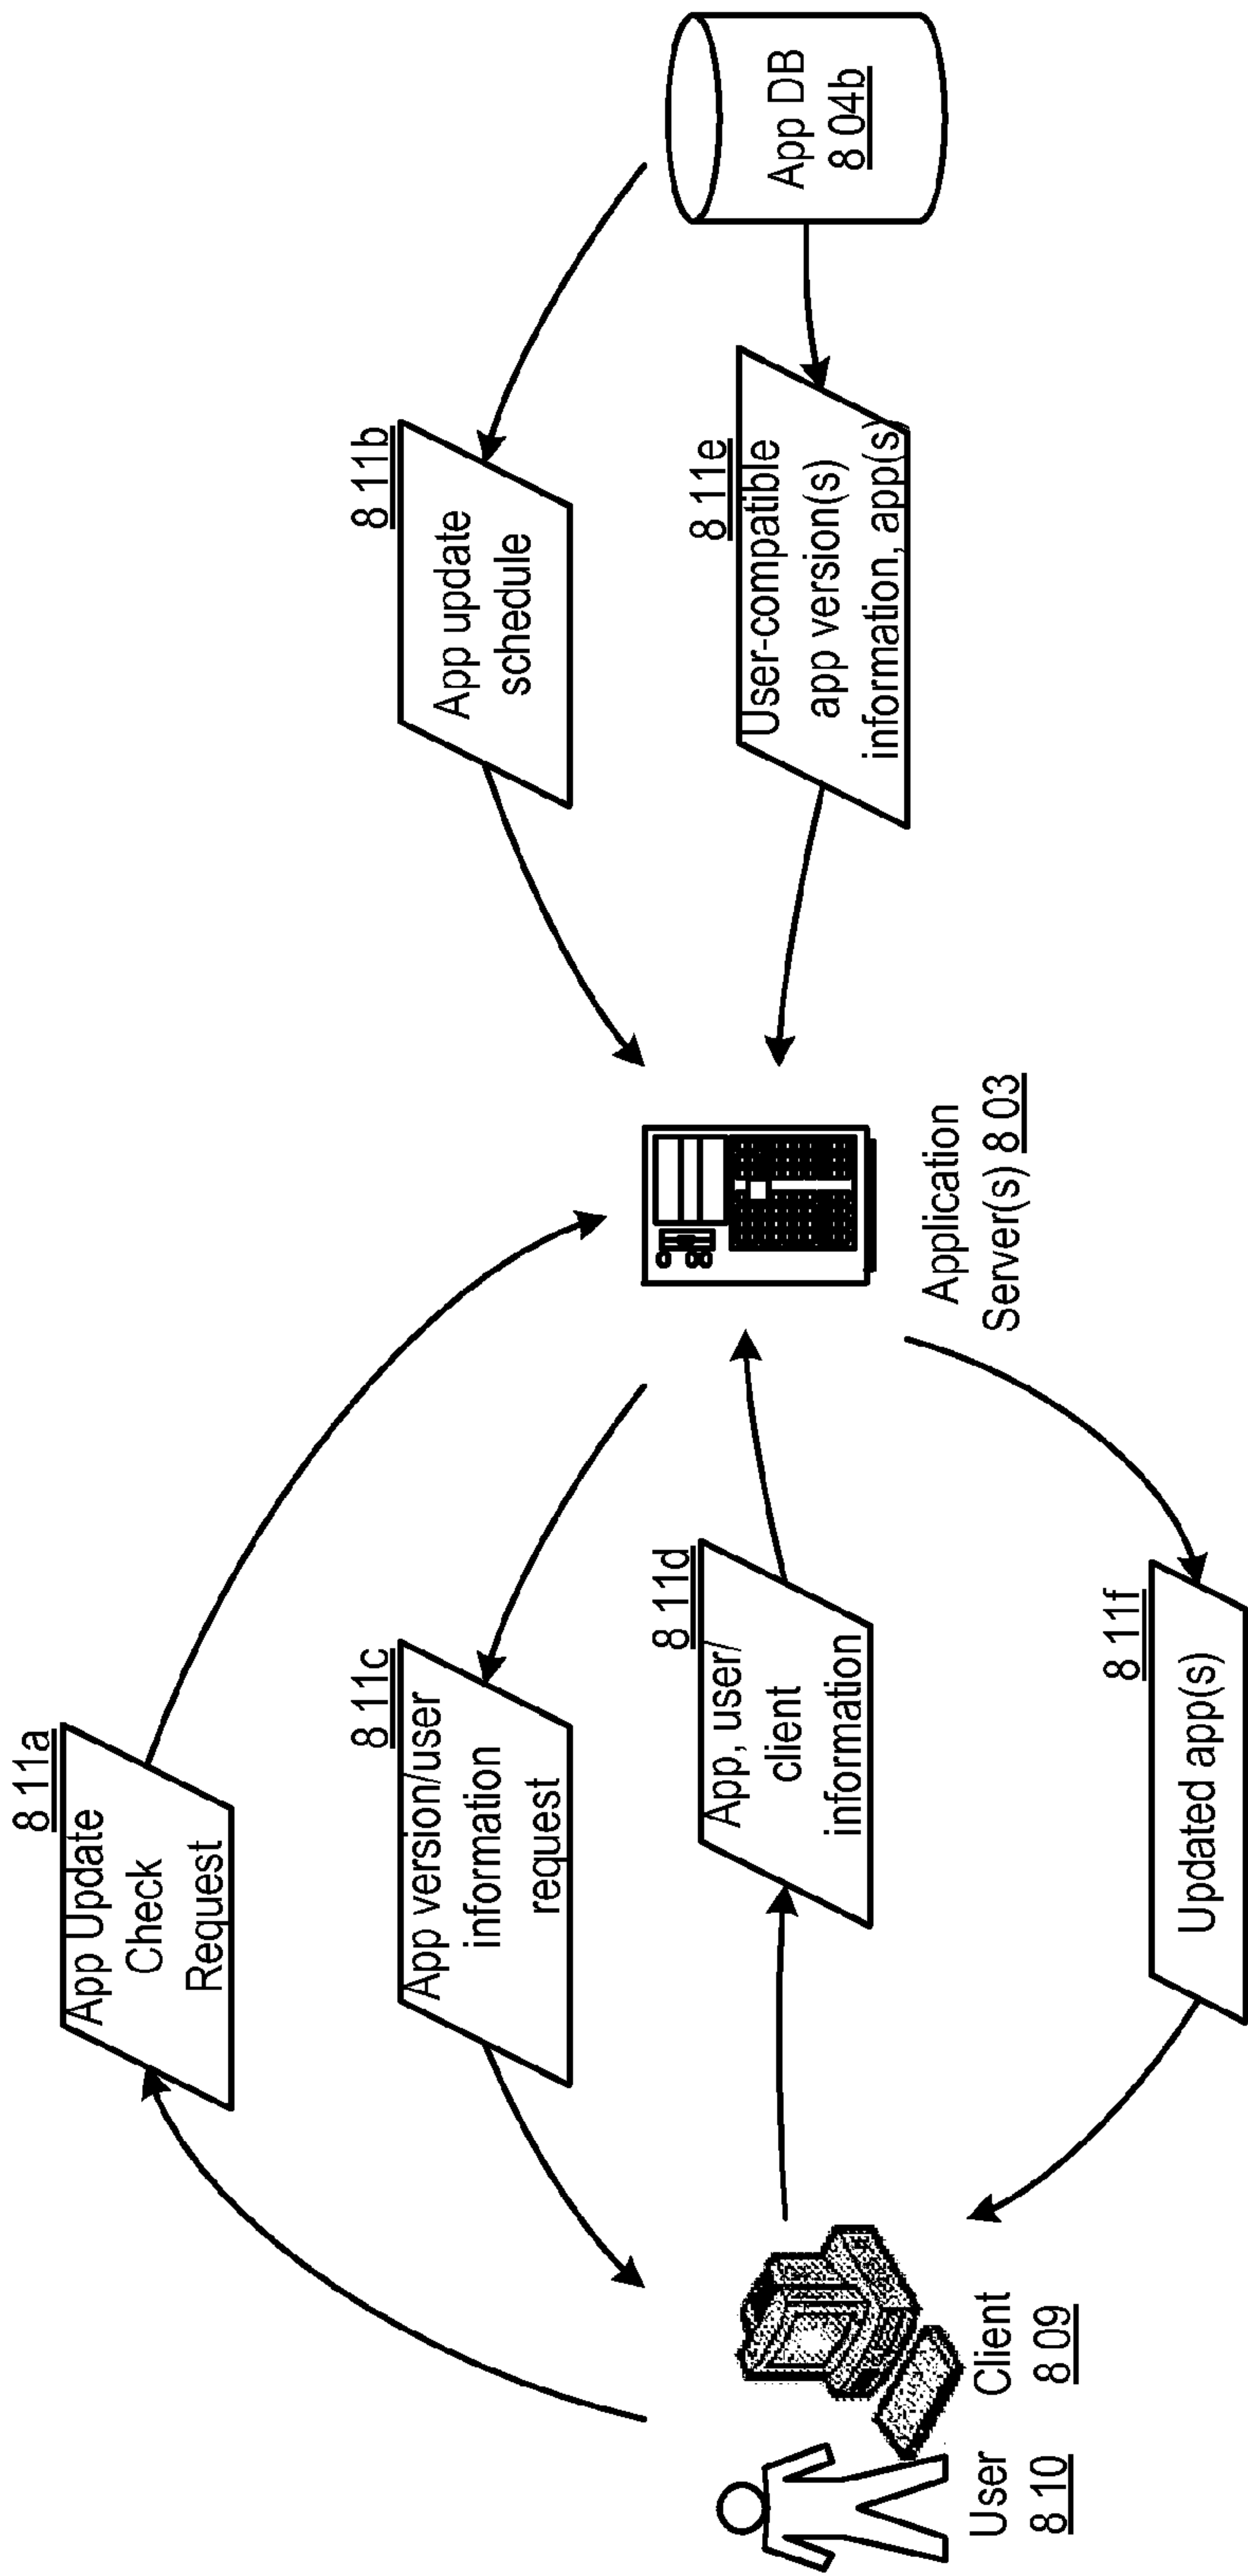 8 11a
App Update
Check
Request
8 11c
App version/user
information
request
8 11d
App, user/
client
information
8 11f
Updated app(s)
User
8 10
Client
8 09
Application
Server(s) 8 03
8 11b
App update
schedule
8 11e
User-compatible
app version(s)
information, app(s)
App DB
8 04b